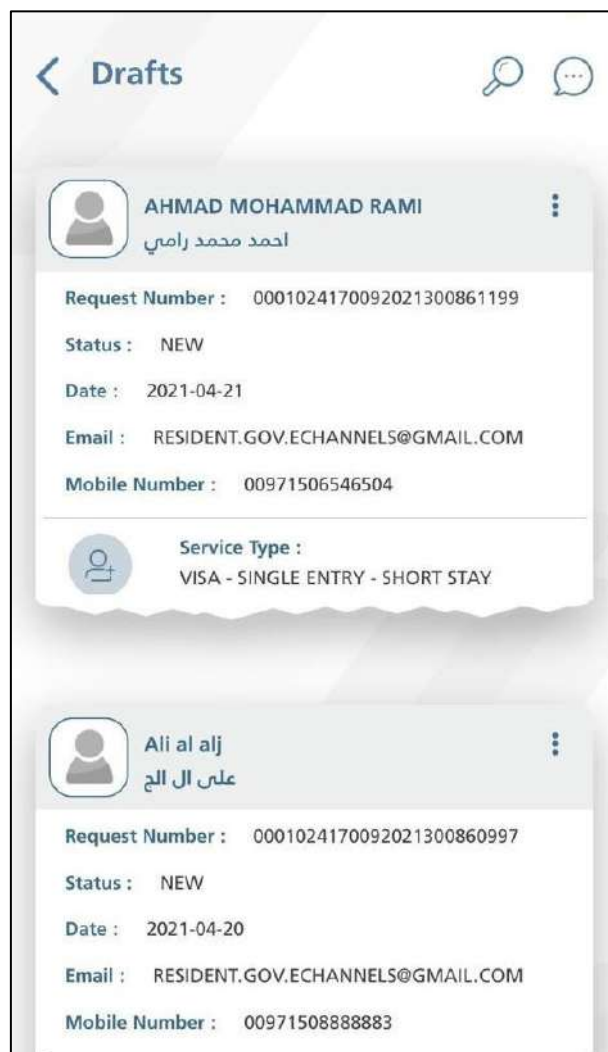 Drafts
AHMAD MOHAMMAD RAMI
احمد محمد رامي
Request Number : 0001024170092021300861199
Status : NEW
Date : 2021-04-21
Email : RESIDENT.GOV.ECHANNELS@GMAIL.COM
Mobile Number : 00971506546504
Service Type :
VISA - SINGLE ENTRY - SHORT STAY
Ali al alj
على ال الج
Request Number : 0001024170092021300860997
Status : NEW
Date : 2021-04-20
Email : RESIDENT.GOV.ECHANNELS@GMAIL.COM
Mobile Number : 00971508888883